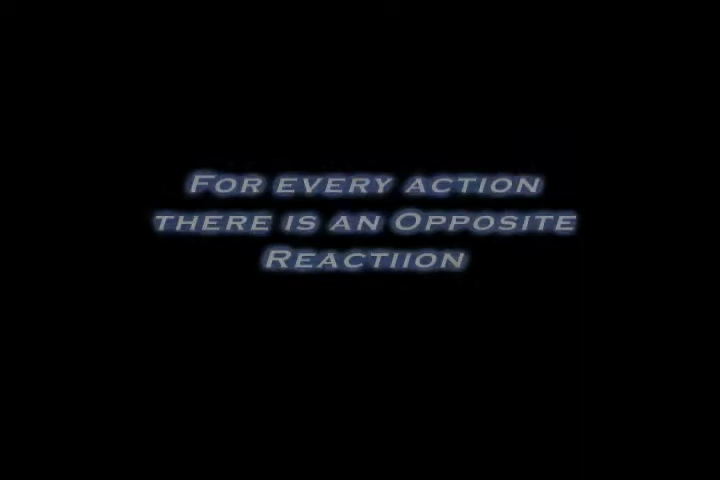 For every action
there is an Opposite
Reactiion